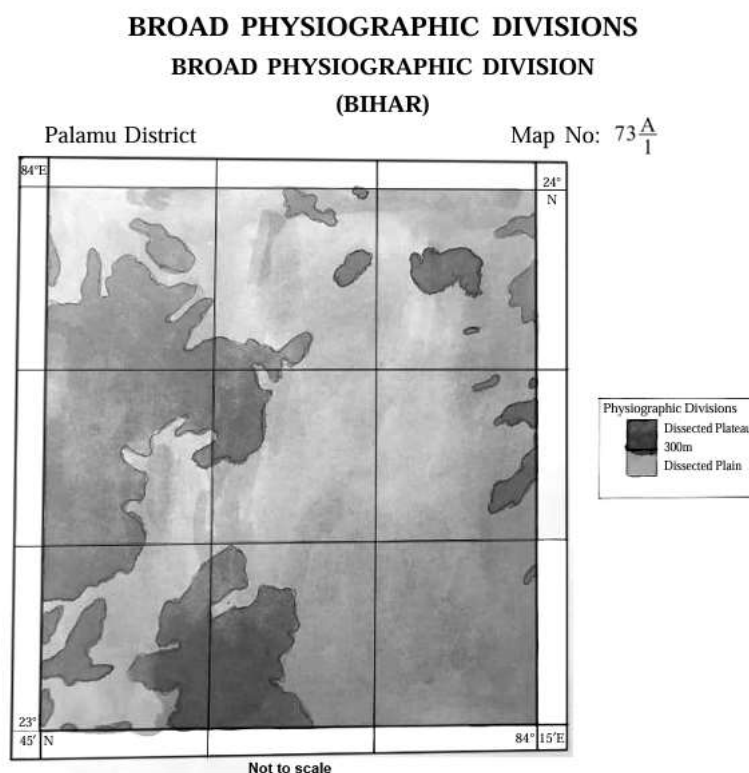 BROAD PHYSIOGRAPHIC DIVISIONS
BROAD PHYSIOGRAPHIC DIVISION
(BIHAR)
Palamu District
Map No: 73 A/1
84°E
24°
N
Physiographic Divisions
Dissected Plateau
300m
Dissected Plain
23°
45' N
84° 15'E
Not to scale